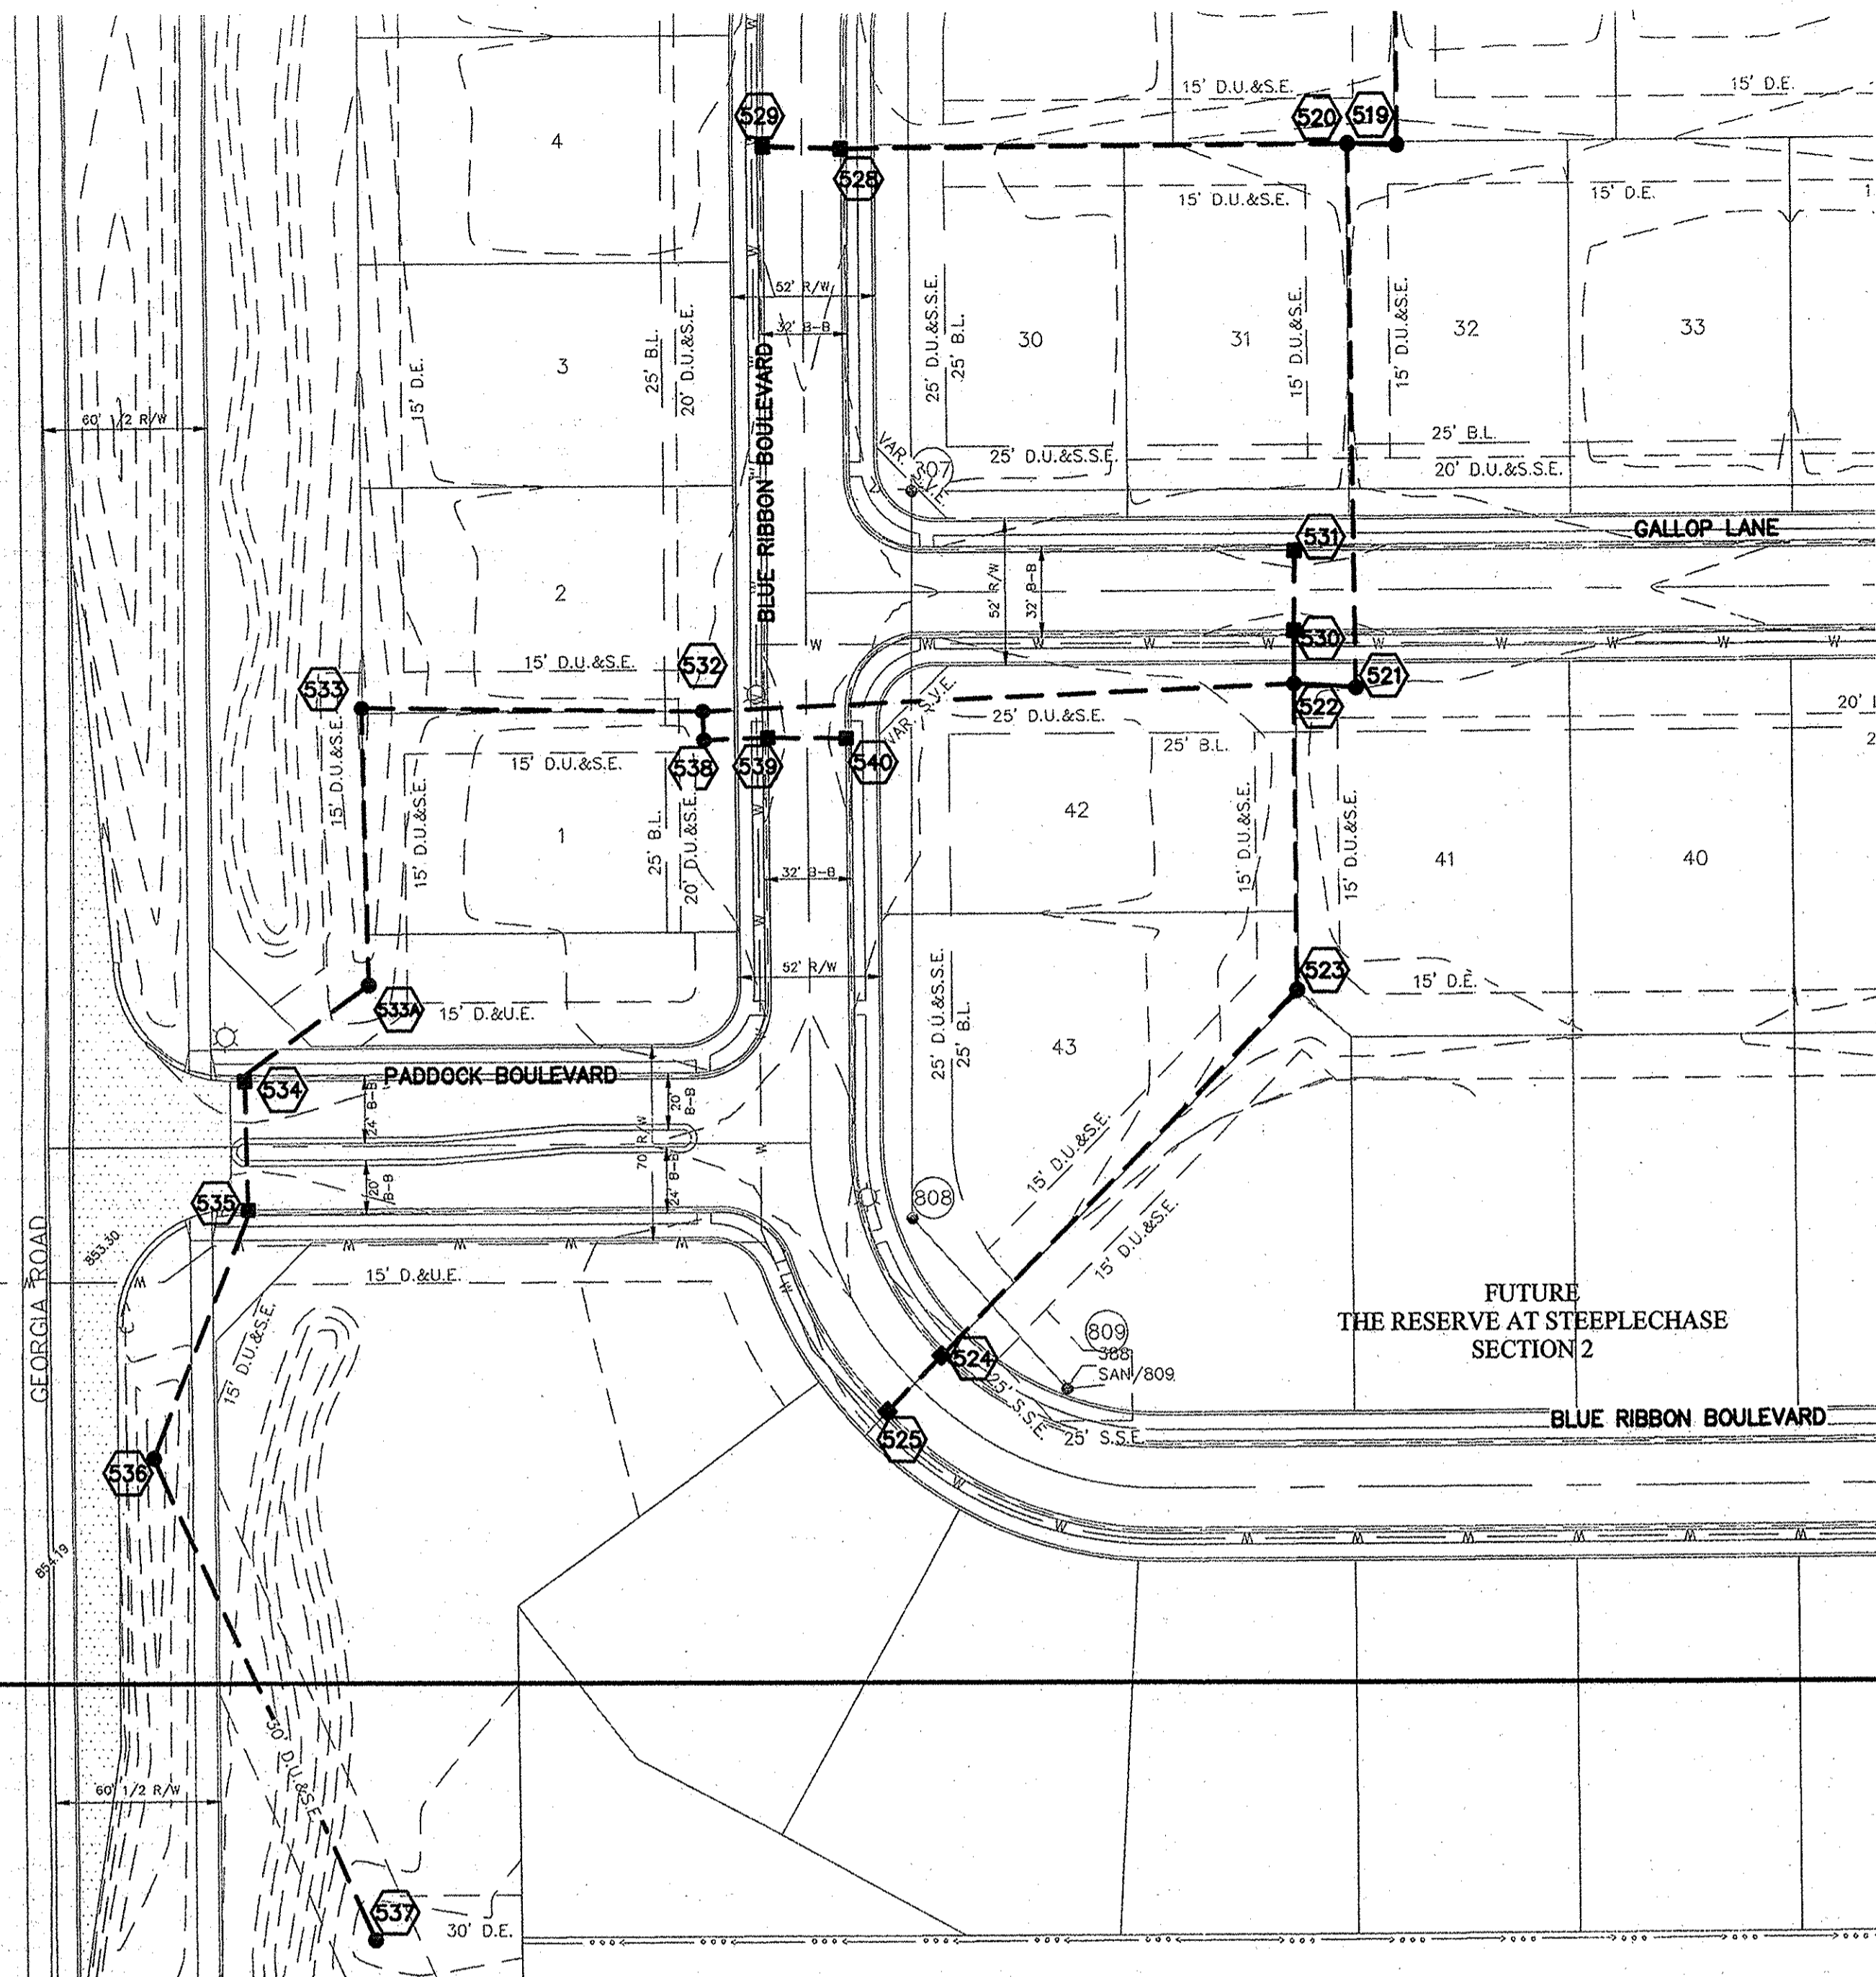 15' D.U.&S.E.
15' D.E.
529
520
519
4
528
15' D.U.&S.E.
15' D.E.
52' R/W
32' B-B
25' D.U.&S.E.
25' B.L.
30
31
15' D.U.&S.E.
15' D.U.&S.E.
32
33
3
15' D.E.
25' B.L.
20' D.U.&S.E.
BLUE RIBBON BOULEVARD
60' 1/2 R/W
25' B.L.
VAR.
807
25' D.U.&S.S.E.
20' D.U.&S.S.E.
531
GALLOP LANE
52' R/W
32' B-B
2
530
W
W
W
W
W
W
W
W
W
15' D.U.&S.E.
532
533
521
522
VAR. S.V.E.
25' D.U.&S.E.
25' B.L.
15' D.U.&S.E.
538
539
540
15' D.U.&S.E.
15' D.U.&S.E.
1
25' B.L.
20' D.U.&S.E.
42
15' D.U.&S.E.
15' D.U.&S.E.
41
40
32' B-B
52' R/W
523
15' D.E.
533A
15' D.&U.E.
25' D.U.&S.S.E.
25' B.L.
43
534
PADDOCK BOULEVARD
24' B-B
20' B-B
70' R/W
20' B-B
24' B-B
15' D.U.&S.E.
15' D.U.&S.E.
535
808
853.30
GEORGIA ROAD
15' D.&U.E.
15' D.U.&S.E.
FUTURE
THE RESERVE AT STEEPLECHASE
SECTION 2
809
388
SAN/809
524
25' S.S.E.
BLUE RIBBON BOULEVARD
525
25' S.S.E.
536
W
W
854.19
30' D.U.&S.E.
60' 1/2 R/W
537
30' D.E.